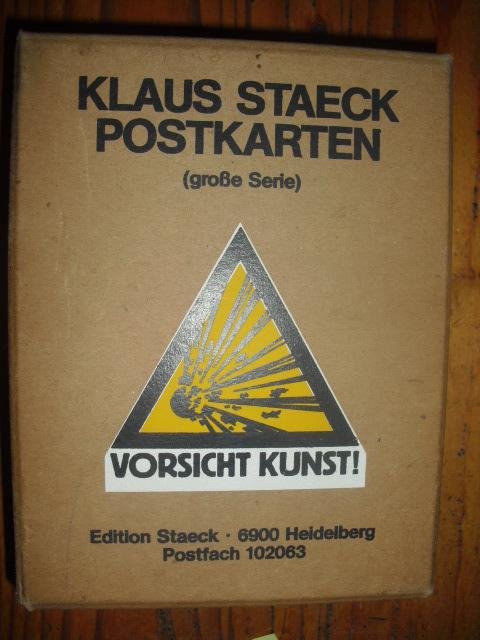 KLAUS STAECK
POSTKARTEN
(große Serie)
VORSICHT KUNST!
Edition Staeck · 6900 Heidelberg
Postfach 102063